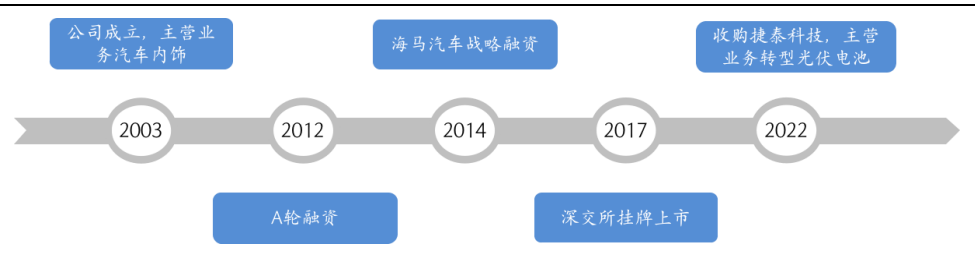 公司成立，主营业
务汽车内饰
海马汽车战略融资
收购捷泰科技，主营
业务转型光伏电池
2003
2012
2014
2017
2022
A轮融资
深交所挂牌上市